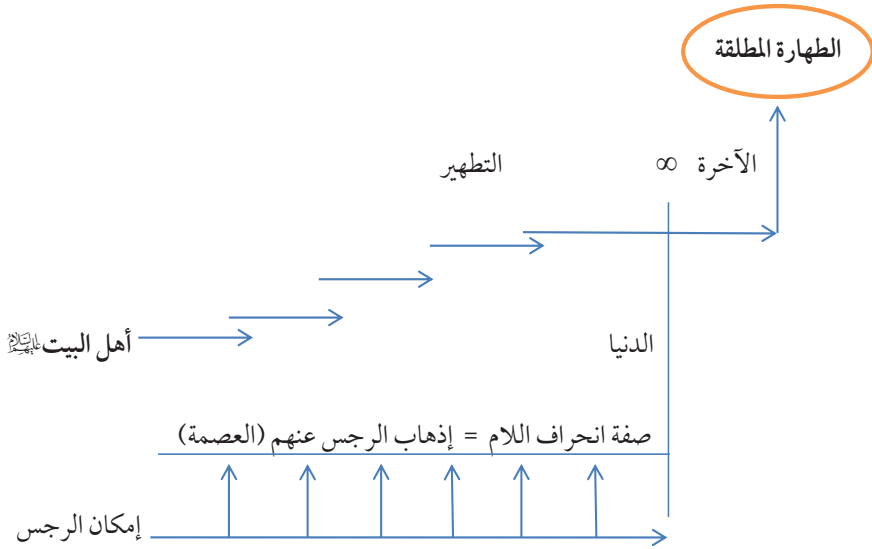 الطهارة المطلقة
الآخرة ∞ التطهير
أهل البيت عليهم السلام
الدنيا
صفة انحراف اللام = إذهاب الرجس عنهم (العصمة)
إمكان الرجس